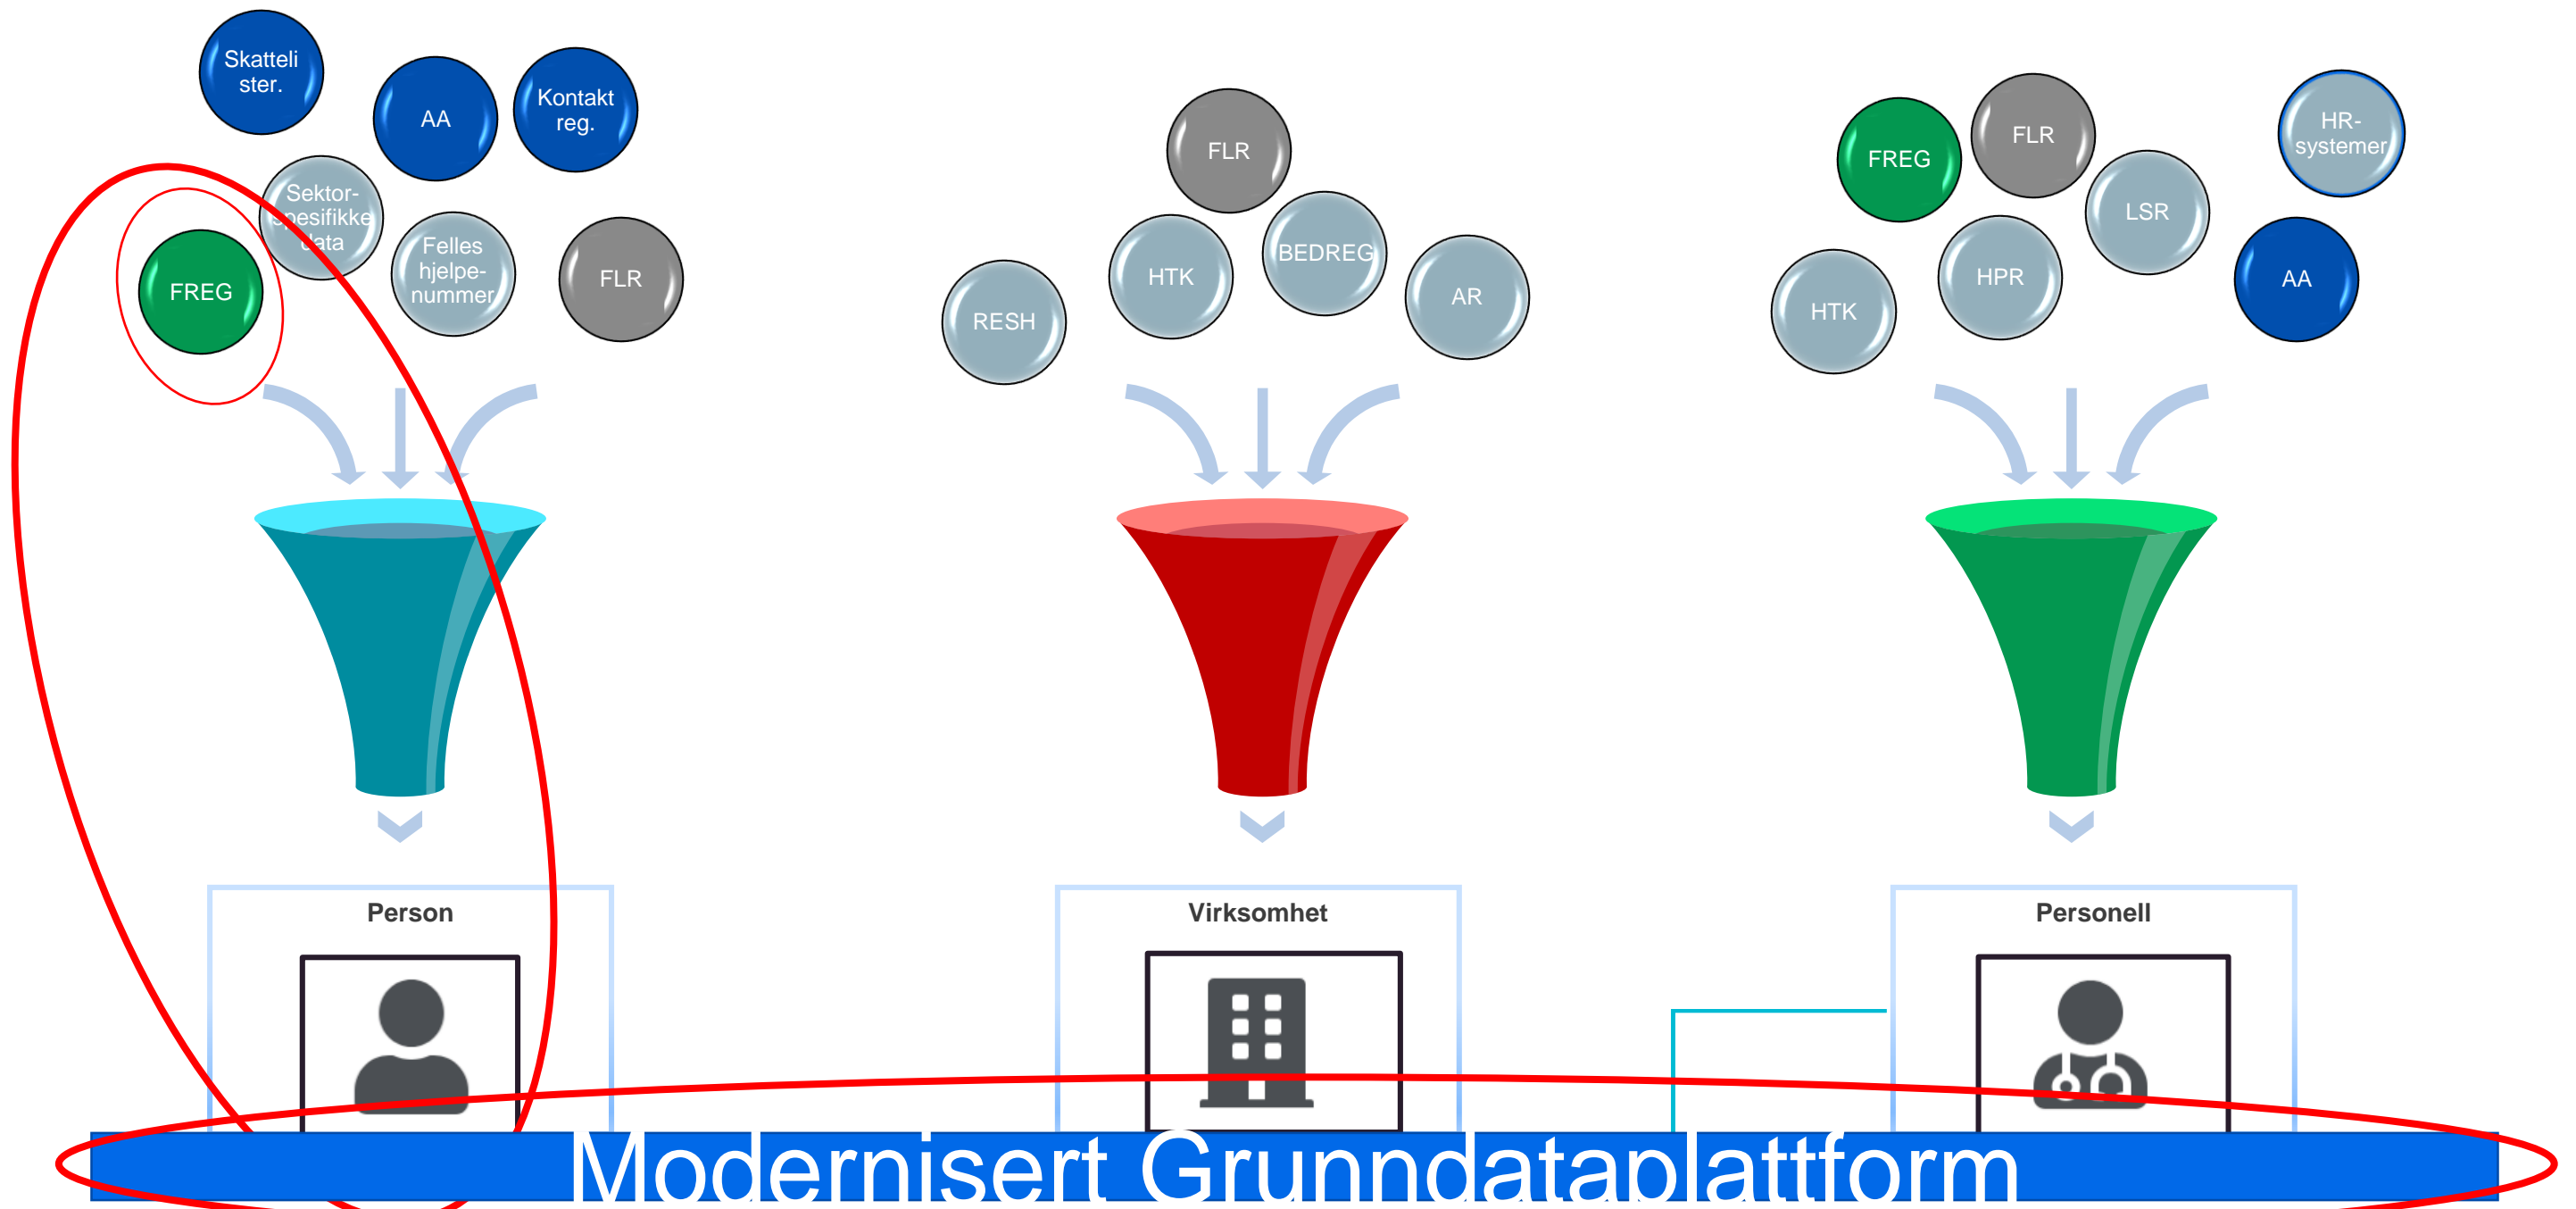 Skatteli
ster.
AA
Kontakt
reg.
Sektor-
spesifikke
data
Felles
hjelpe-
nummer
FREG
FLR
FLR
HTK
BEDREG
RESH
AR
FREG
FLR
HR-
systemer
LSR
HTK
HPR
AA
Person
Virksomhet
Personell
Modernisert Grunndataplattform